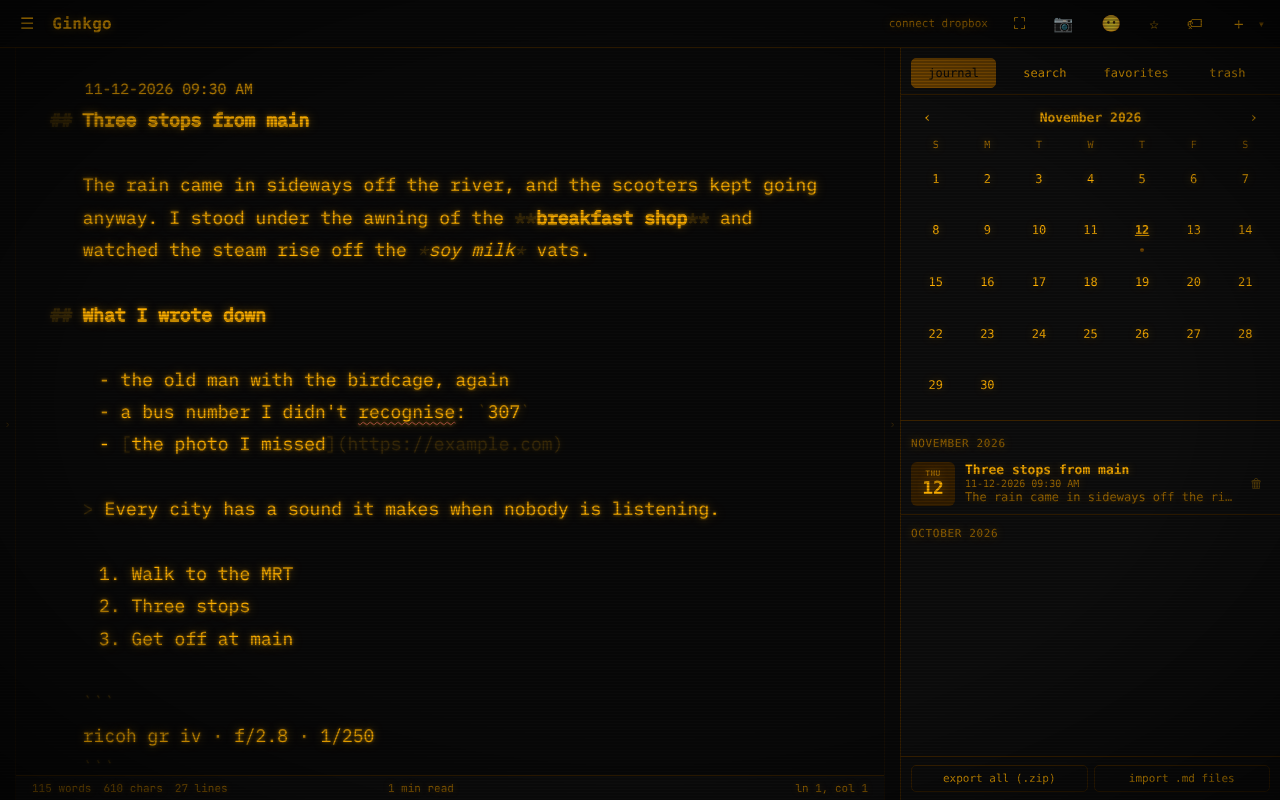 ☰ Ginkgo
connect dropbox
+
11-12-2026 09:30 AM
## Three stops from main
The rain came in sideways off the river, and the scooters kept going
anyway. I stood under the awning of the **breakfast shop** and
watched the steam rise off the *soy milk* vats.
## What I wrote down
- the old man with the birdcage, again
- a bus number I didn't recognise: `307`
- [the photo I missed](https://example.com)
> Every city has a sound it makes when nobody is listening.
1. Walk to the MRT
2. Three stops
3. Get off at main
```
ricoh gr iv · f/2.8 · 1/250
```
115 words 610 chars 27 lines
1 min read
ln 1, col 1
journal search favorites trash
‹ November 2026 ›
S M T W T F S
1 2 3 4 5 6 7
8 9 10 11 12 13 14
15 16 17 18 19 20 21
22 23 24 25 26 27 28
29 30
NOVEMBER 2026
THU
12
Three stops from main
11-12-2026 09:30 AM
The rain came in sideways off the ri…
OCTOBER 2026
export all (.zip)
import .md files